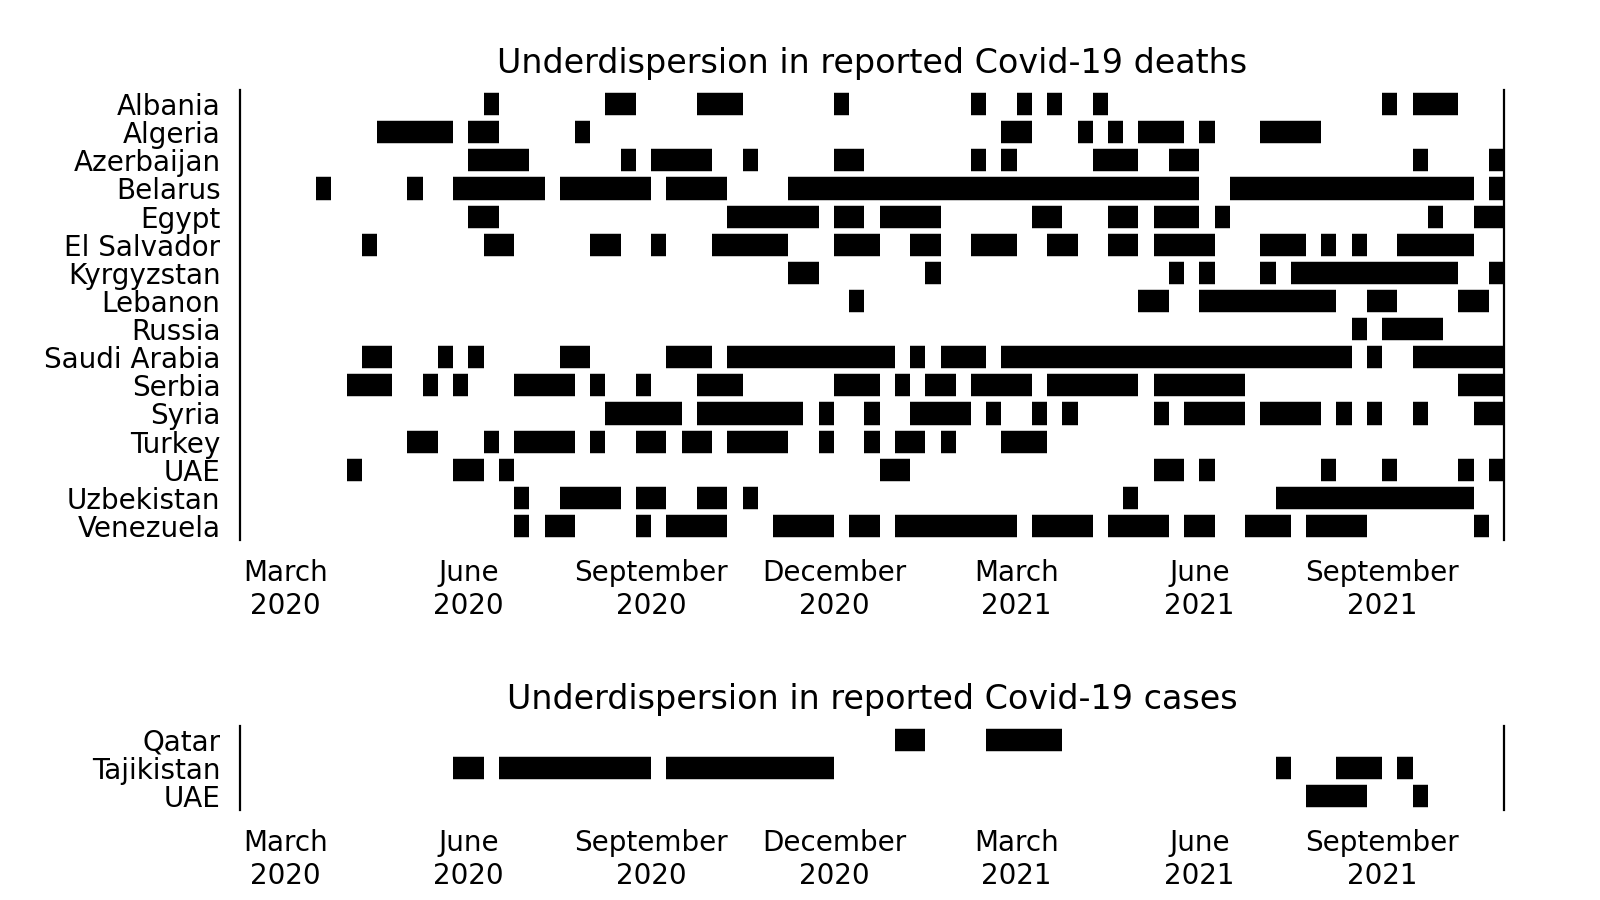 Underdispersion in reported Covid-19 deaths
Albania
Algeria
Azerbaijan
Belarus
Egypt
El Salvador
Kyrgyzstan
Lebanon
Russia
Saudi Arabia
Serbia
Syria
Turkey
UAE
Uzbekistan
Venezuela
March June September December March June September
2020 2020 2020 2020 2021 2021 2021
Underdispersion in reported Covid-19 cases
Qatar
Tajikistan
UAE
March June September December March June September
2020 2020 2020 2020 2021 2021 2021